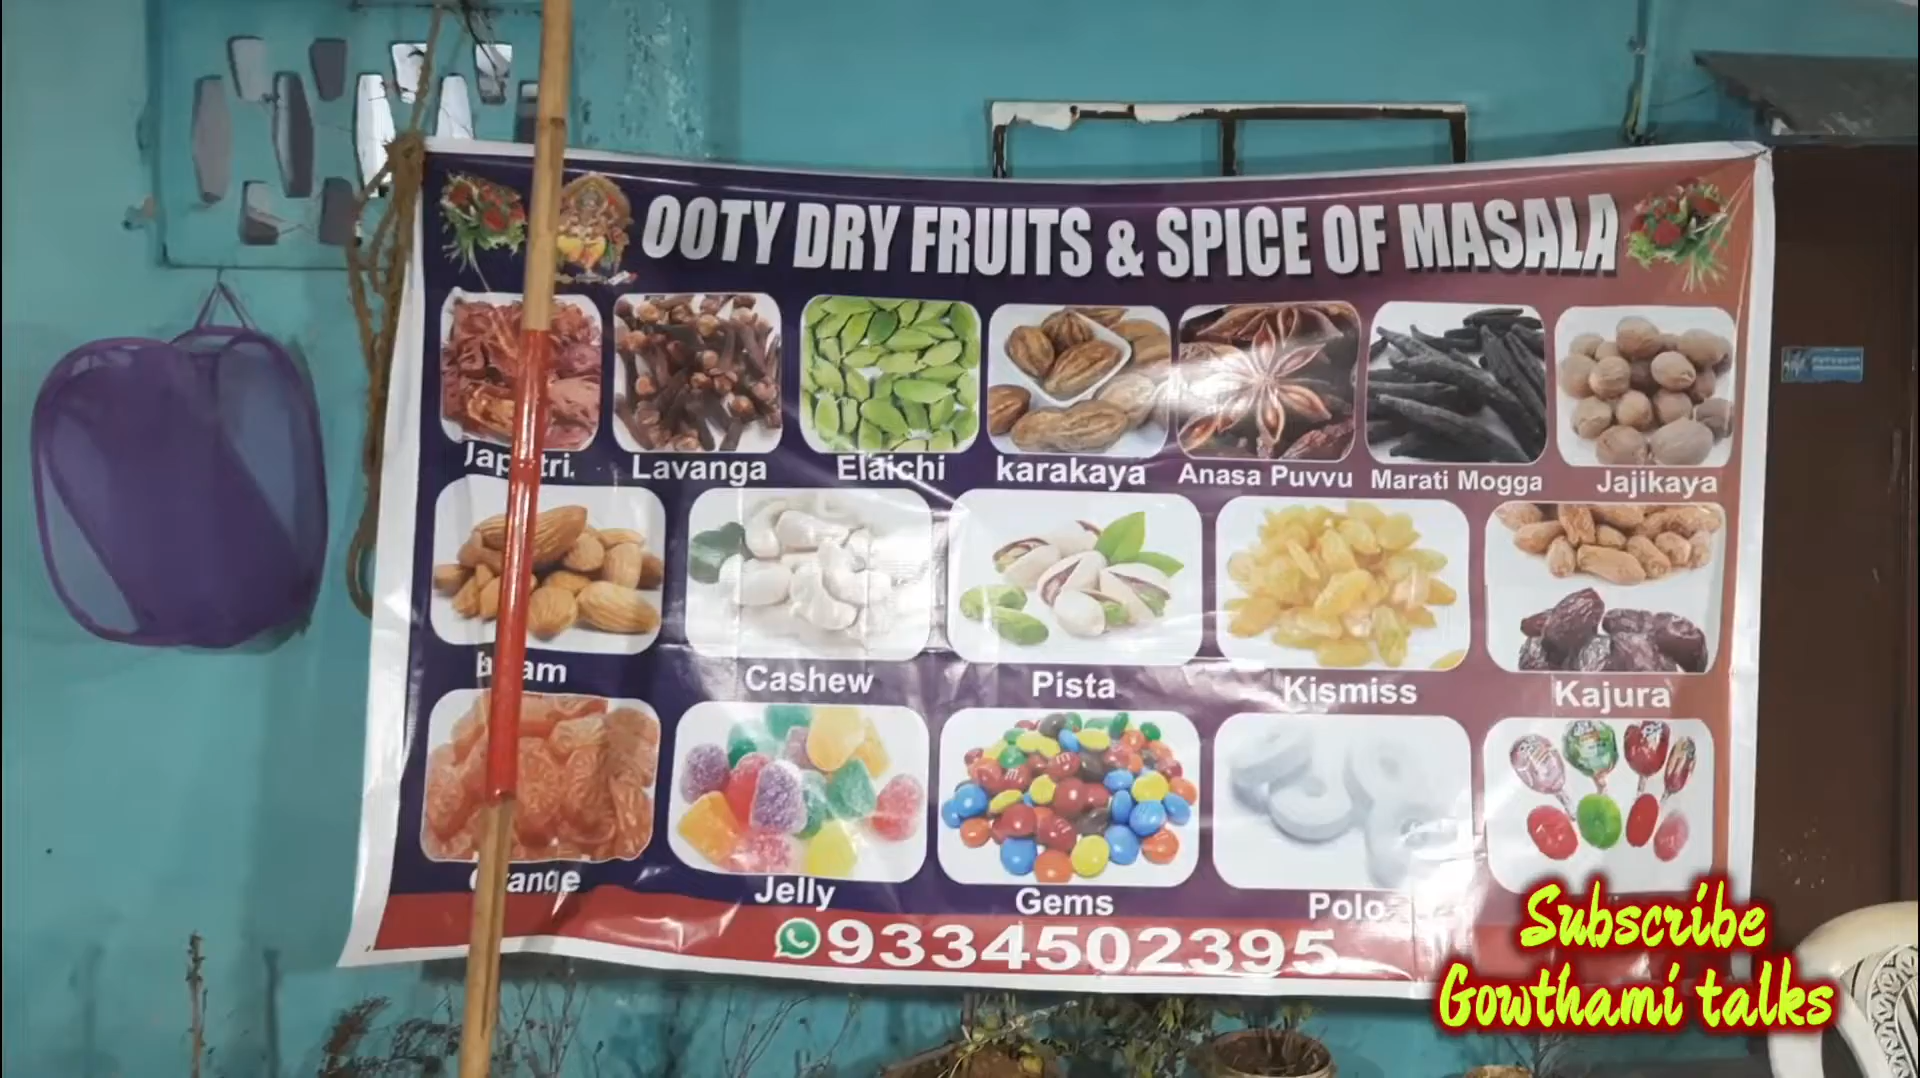 OOTY DRY FRUITS & SPICE OF MASALA
Lavanga Elaichi karakaya Anasa Puvvu Marati Mogga Jajikaya
Cashew Pista Kismiss Kajura
Orange Jelly Gems Polo
9334502395
Subscribe
Gowthami talks